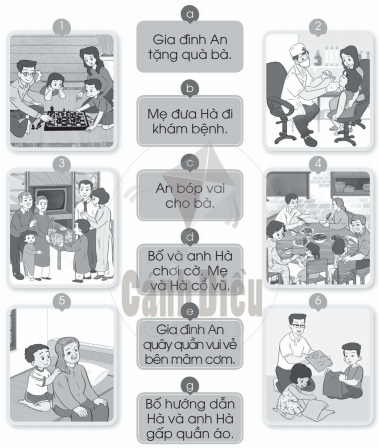 1
a
Gia đình An
tặng quà bà.
2
b
Mẹ đưa Hà đi
khám bệnh.
3
c
An bóp vai
cho bà.
4
d
Bố và anh Hà
chơi cờ. Mẹ
và Hà cổ vũ.
Cánh Diều
5
e
Gia đình An
quây quần vui vẻ
bên mâm cơm.
6
g
Bố hướng dẫn
Hà và anh Hà
gấp quần áo.